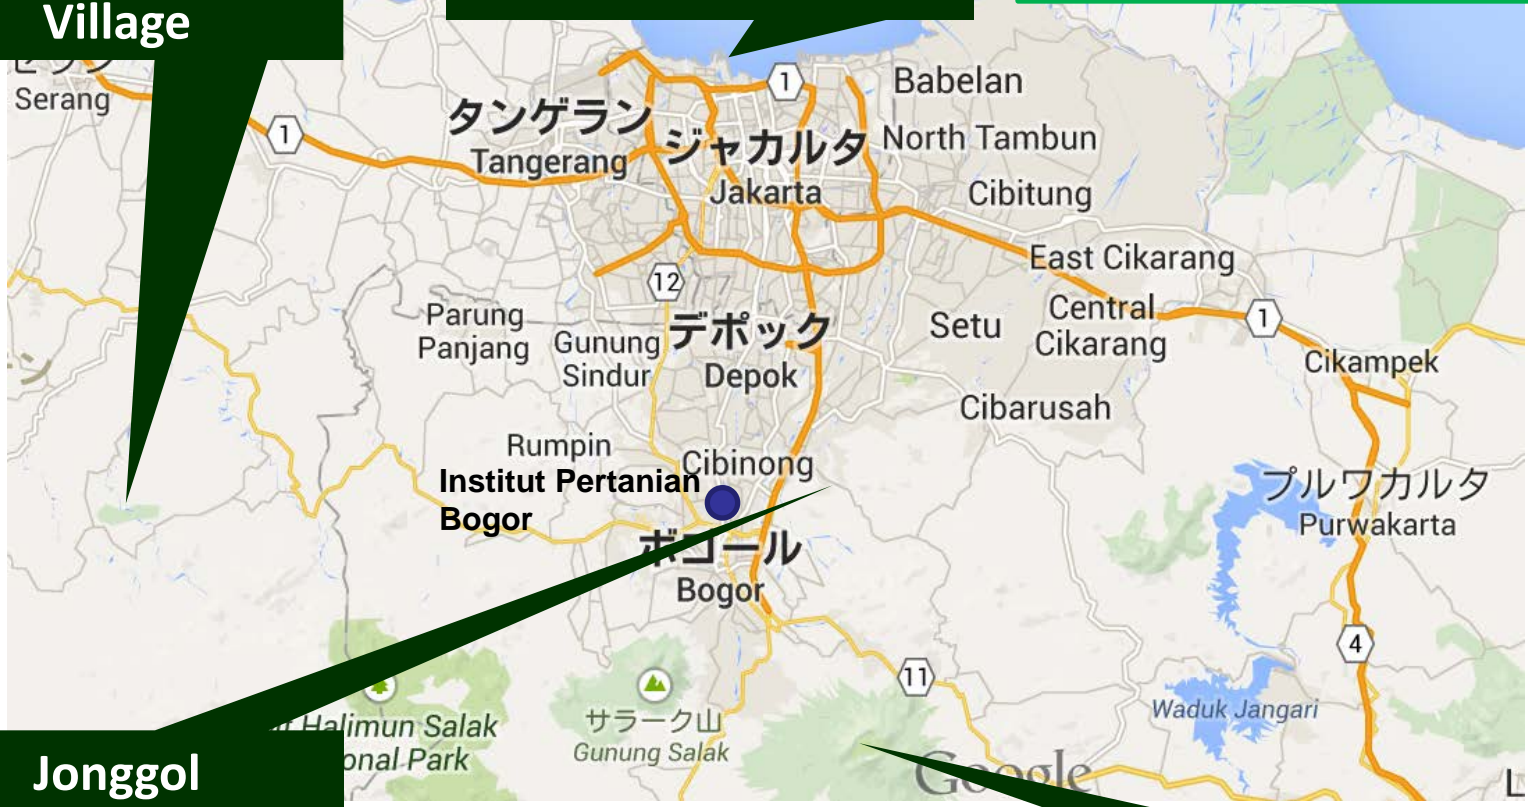 Village
Serang
1
タンゲラン
Tangerang
ジャカルタ
Jakarta
1
Babelan
North Tambun
Cibitung
East Cikarang
Central
Cikarang
1
Cikampek
12
Parung
Panjang
Gunung
Sindur
デポック
Depok
Setu
Cibarusah
Rumpin
Cibinong
Institut Pertanian
Bogor
ボゴール
Bogor
プルワカルタ
Purwakarta
4
11
Waduk Jangari
Halimun Salak
onal Park
サラーク山
Gunung Salak
Google
Jonggol